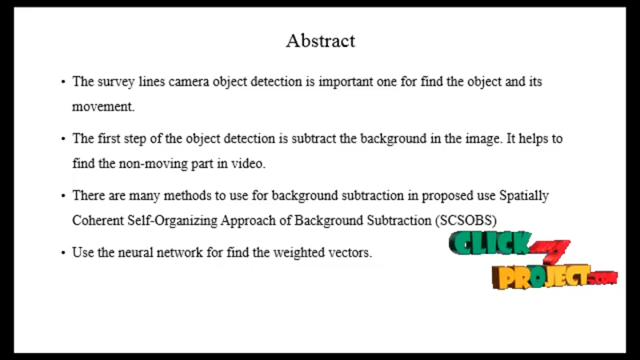 Abstract
• The survey lines camera object detection is important one for find the object and its
movement.
• The first step of the object detection is subtract the background in the image. It helps to
find the non-moving part in video.
• There are many methods to use for background subtraction in proposed use Spatially
Coherent Self-Organizing Approach of Background Subtraction (SCSOBS)
• Use the neural network for find the weighted vectors.
CLICK
PROJECT.COM